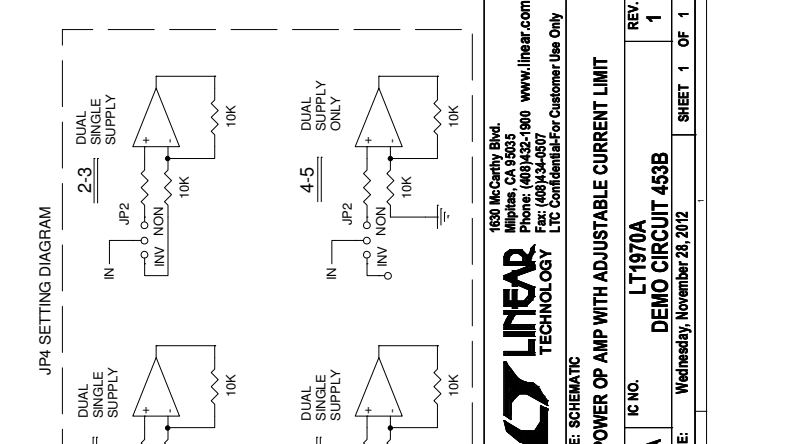 JP4 SETTING DIAGRAM
DUAL
SINGLE
SUPPLY
+
-
10K
DUAL
SINGLE
SUPPLY
+
-
10K
2-3
JP2
IN
INV
NON
10K
DUAL
SINGLE
SUPPLY
+
-
10K
DUAL
SUPPLY
ONLY
+
-
10K
4-5
JP2
IN
INV
NON
10K
LINEAR
TECHNOLOGY
1630 McCarthy Blvd.
Milpitas, CA 95035
Phone: (408)432-1900 www.linear.com
Fax: (408)434-0507
LTC Confidential-For Customer Use Only
E: SCHEMATIC
POWER OP AMP WITH ADJUSTABLE CURRENT LIMIT
IC NO.
LT1970A
DEMO CIRCUIT 453B
REV.
1
E:
Wednesday, November 28, 2012
SHEET 1 OF 1
1